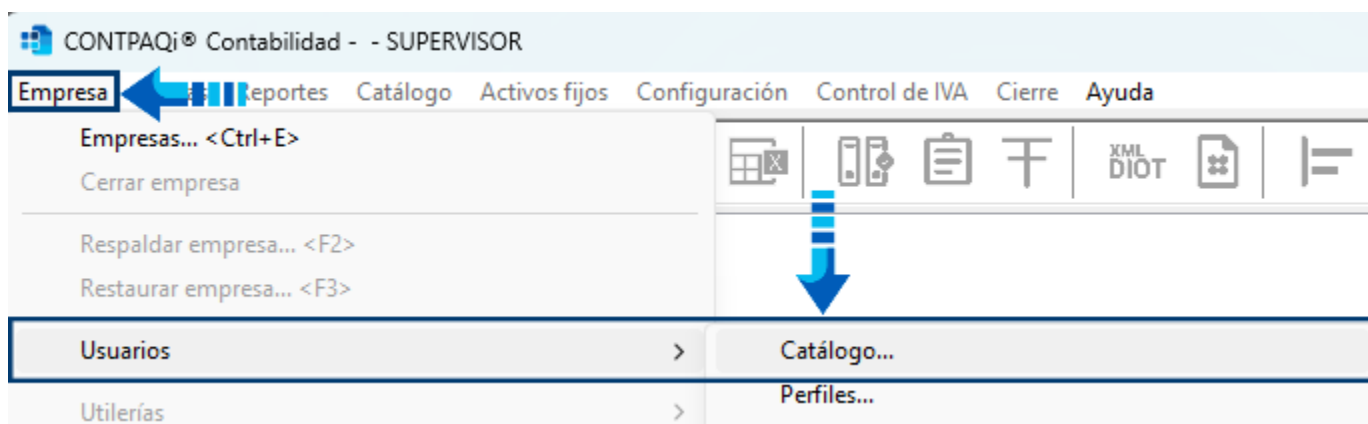 CONTPAQi® Contabilidad - - SUPERVISOR
Empresa Reportes Catálogo Activos fijos Configuración Control de IVA Cierre Ayuda
Empresas... <Ctrl+E>
Cerrar empresa
XML DIOT
Respaldar empresa... <F2>
Restaurar empresa... <F3>
Usuarios > Catálogo...
Perfiles...
Utilerías >